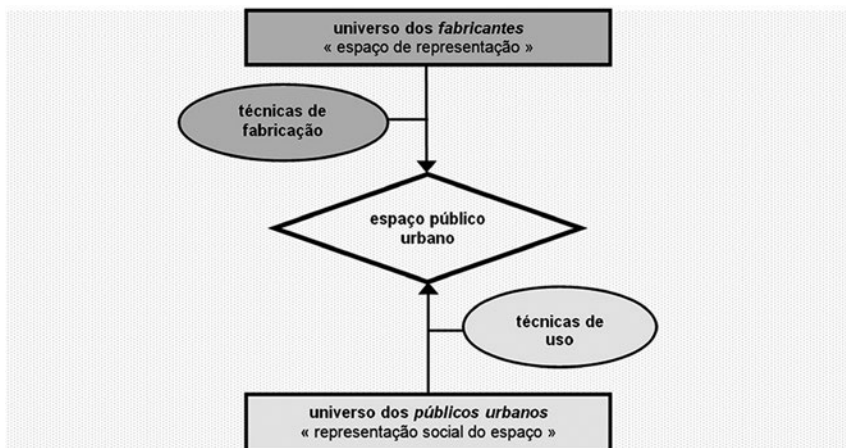 universo dos fabricantes
« espaço de representação »
técnicas de
fabricação
espaço público
urbano
técnicas de
uso
universo dos públicos urbanos
« representação social do espaço »